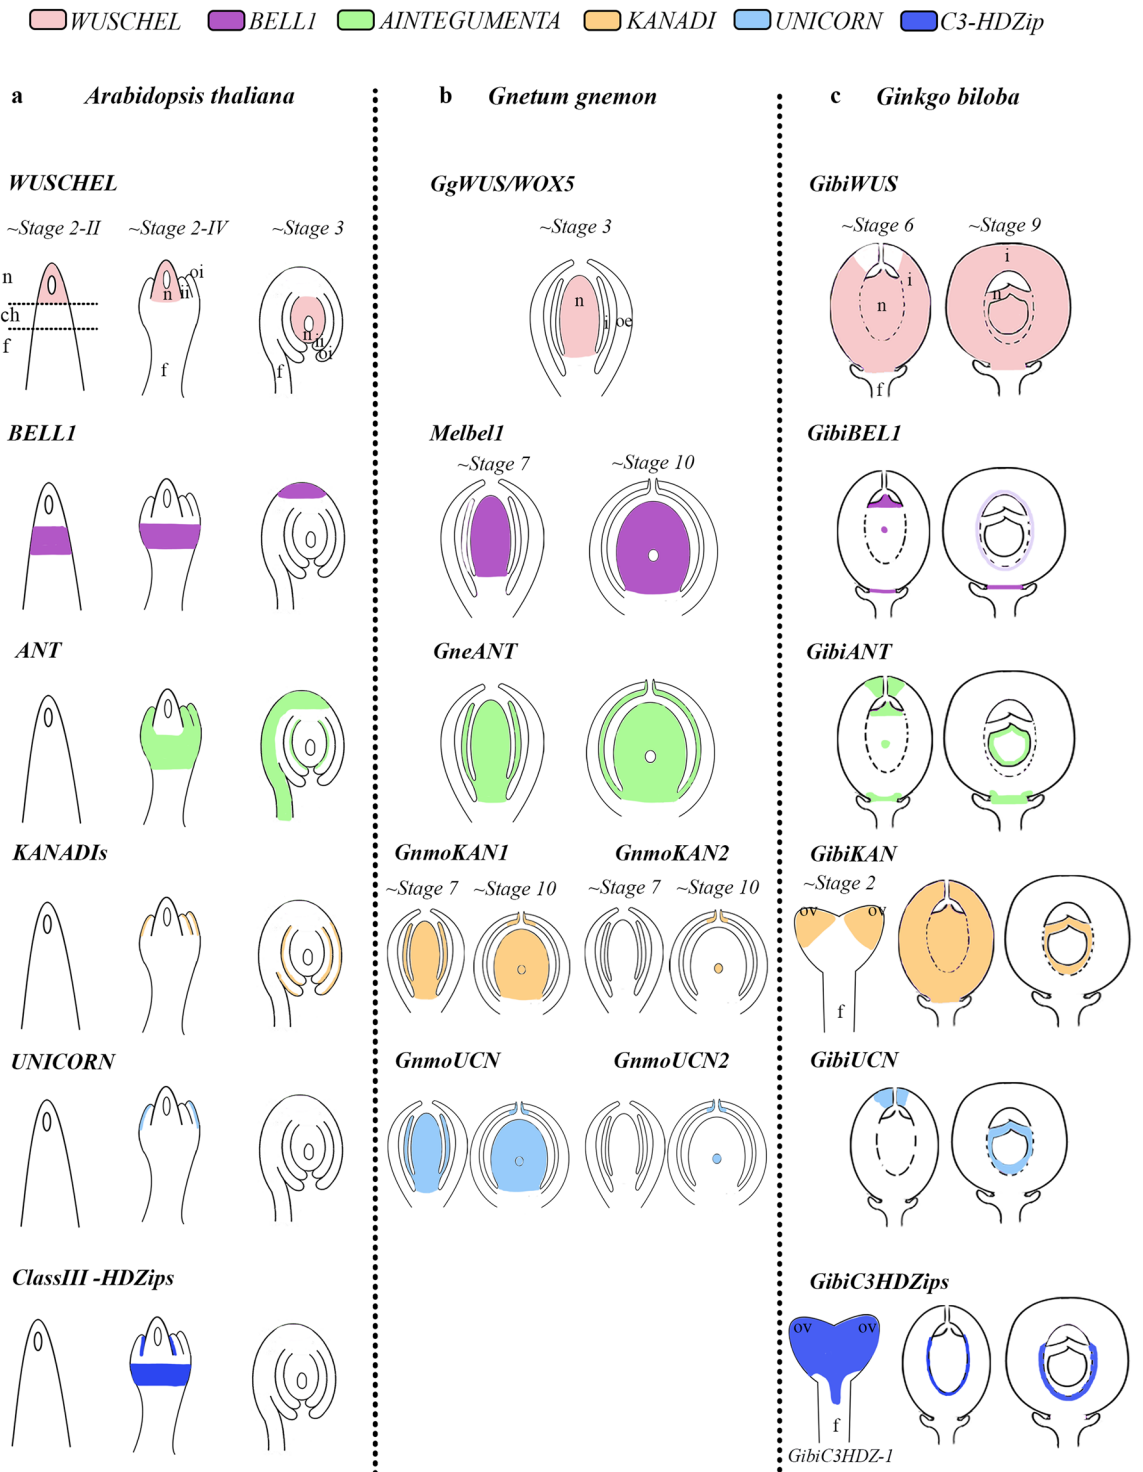 WUSCHEL BELL1 AINTEGUMENTA KANADI UNICORN C3-HDZip
a Arabidopsis thaliana b Gnetum gnemon c Ginkgo biloba
WUSCHEL GgWUS/WOX5 GibiWUS
~Stage 2-II ~Stage 2-IV ~Stage 3 ~Stage 3 ~Stage 6 ~Stage 9
n ch f
n ii oi f
n ii oi f
n i oe
n i f
i n
BELL1 Melbel1 GibiBEL1
~Stage 7 ~Stage 10
ANT GneANT GibiANT
KANADIs GnmoKAN1 GnmoKAN2 GibiKAN
~Stage 7 ~Stage 10 ~Stage 7 ~Stage 10 ~Stage 2
ov ov
f
UNICORN GnmoUCN GnmoUCN2 GibiUCN
ClassIII -HDZips GibiC3HDZips
ov ov
f
GibiC3HDZ-1